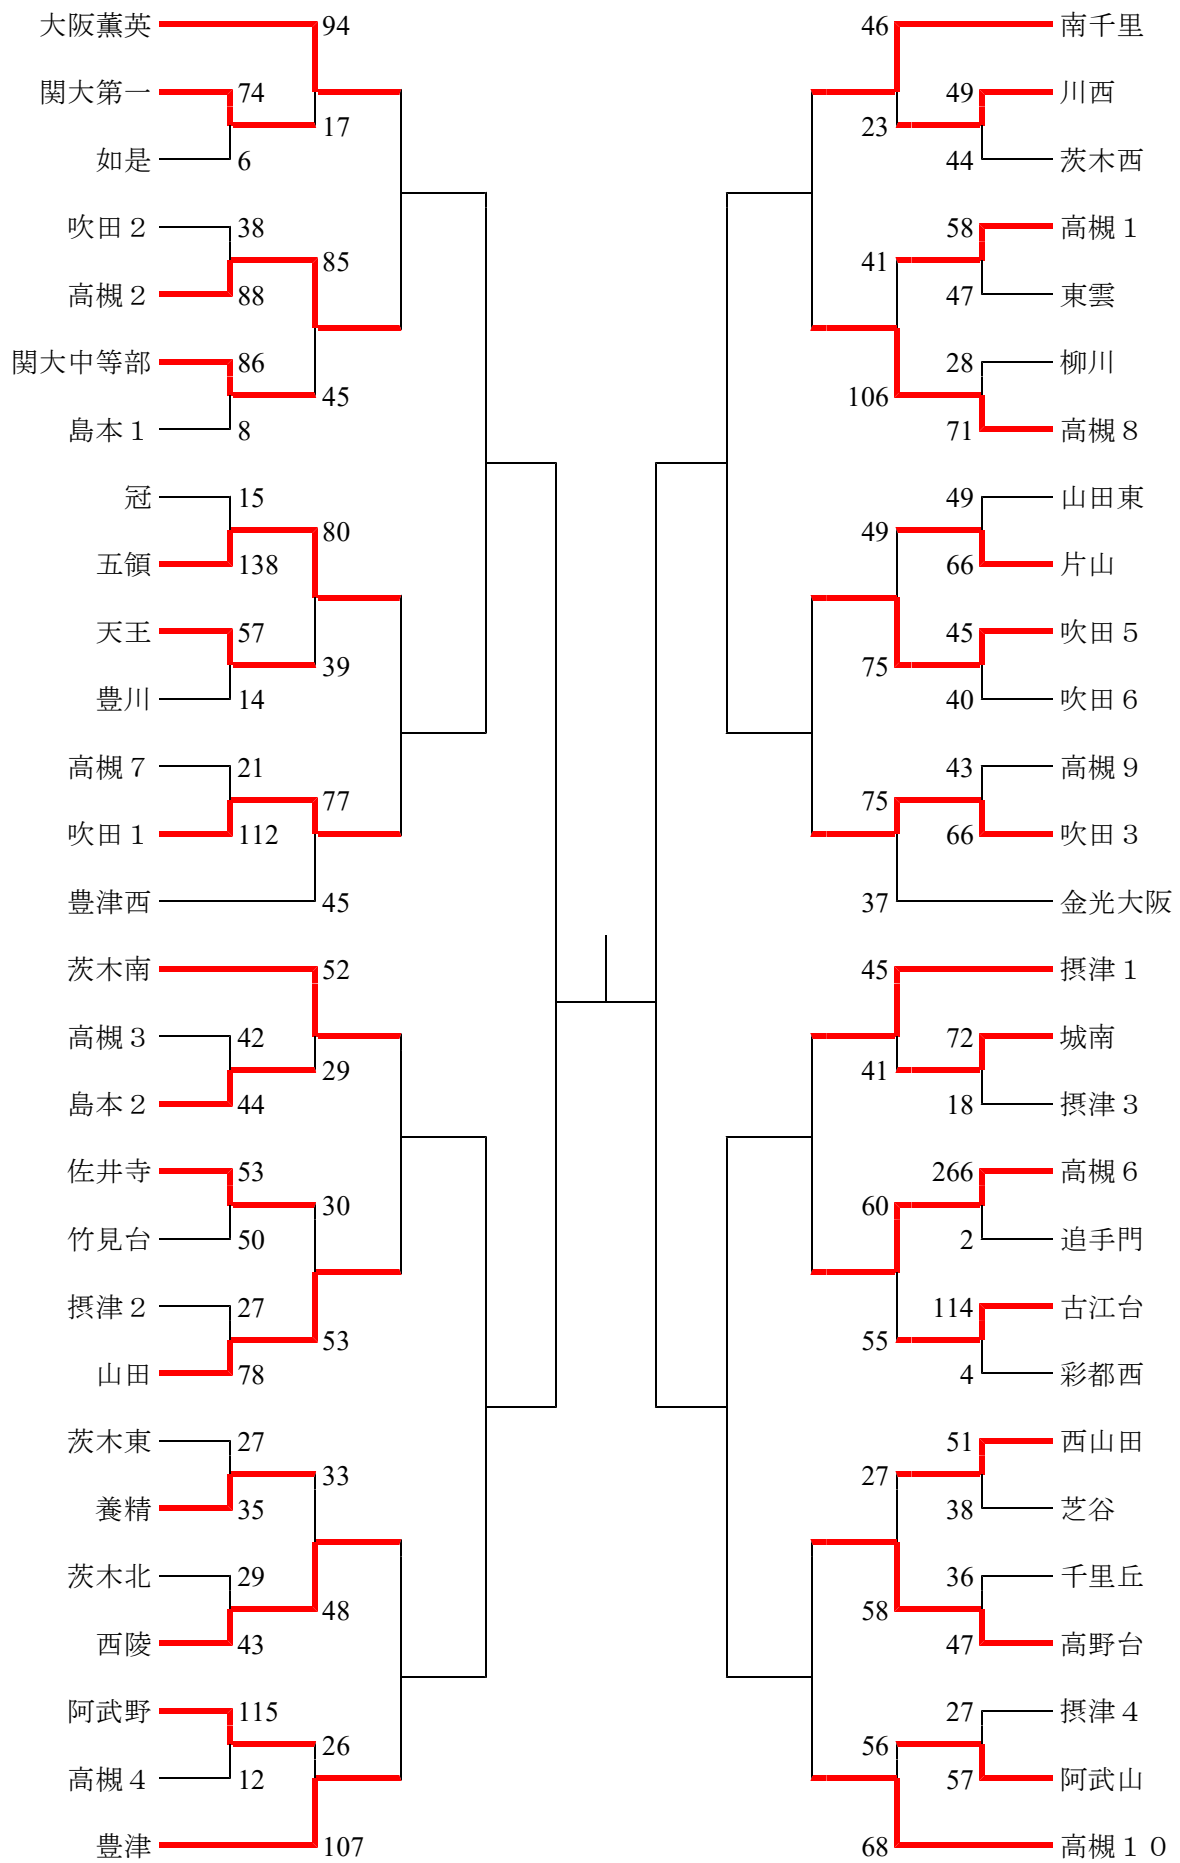 大阪薫英 94 46 南千里
関大第一 74 49 川西
17 23
如是 6 44 茨木西
吹田２ 38 58 高槻１
85 41
高槻２ 88 47 東雲
関大中等部 86 28 柳川
45 106
島本１ 8 71 高槻８
冠 15 49 山田東
80 49
五領 138 66 片山
天王 57 45 吹田５
39 75
豊川 14 40 吹田６
高槻７ 21 43 高槻９
77 75
吹田１ 112 66 吹田３
豊津西 45 37 金光大阪
茨木南 52 45 摂津１
高槻３ 42 72 城南
29 41
島本２ 44 18 摂津３
佐井寺 53 266 高槻６
30 60
竹見台 50 2 追手門
摂津２ 27 114 古江台
53 55
山田 78 4 彩都西
茨木東 27 51 西山田
33 27
養精 35 38 芝谷
茨木北 29 36 千里丘
48 58
西陵 43 47 高野台
阿武野 115 27 摂津４
26 56
高槻４ 12 57 阿武山
豊津 107 68 高槻１０